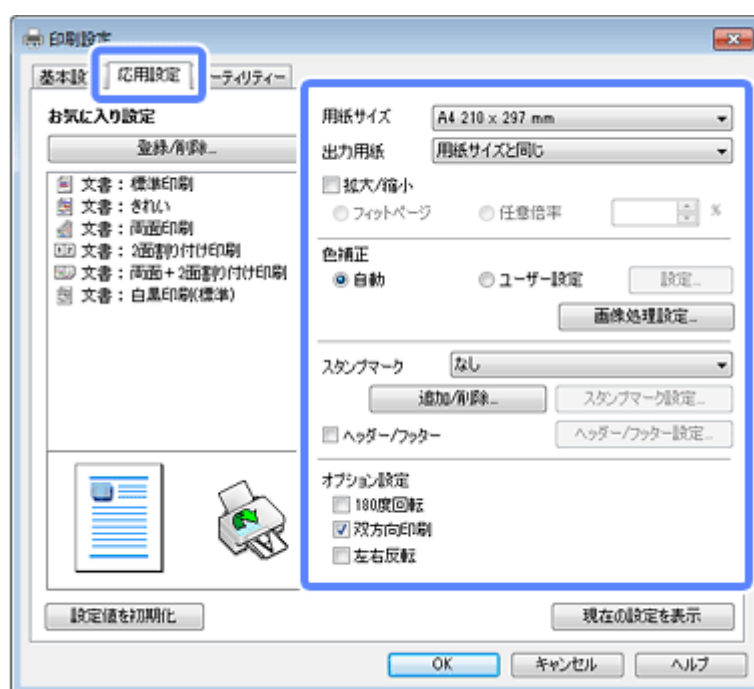 印刷設定
基本設 応用設定 ーティリティー
お気に入り設定
登録/削除...
文書：標準印刷
文書：きれい
文書：両面印刷
文書：2面割り付け印刷
文書：両面＋2面割り付け印刷
文書：白黒印刷(標準)
設定値を初期化
用紙サイズ A4 210 x 297 mm
出力用紙 用紙サイズと同じ
拡大/縮小
フィットページ 任意倍率 %
色補正
自動 ユーザー設定 設定...
画像処理設定...
スタンプマーク なし
追加/削除... スタンプマーク設定...
ヘッダー/フッター ヘッダー/フッター設定...
オプション設定
180度回転
双方向印刷
左右反転
現在の設定を表示
OK キャンセル ヘルプ